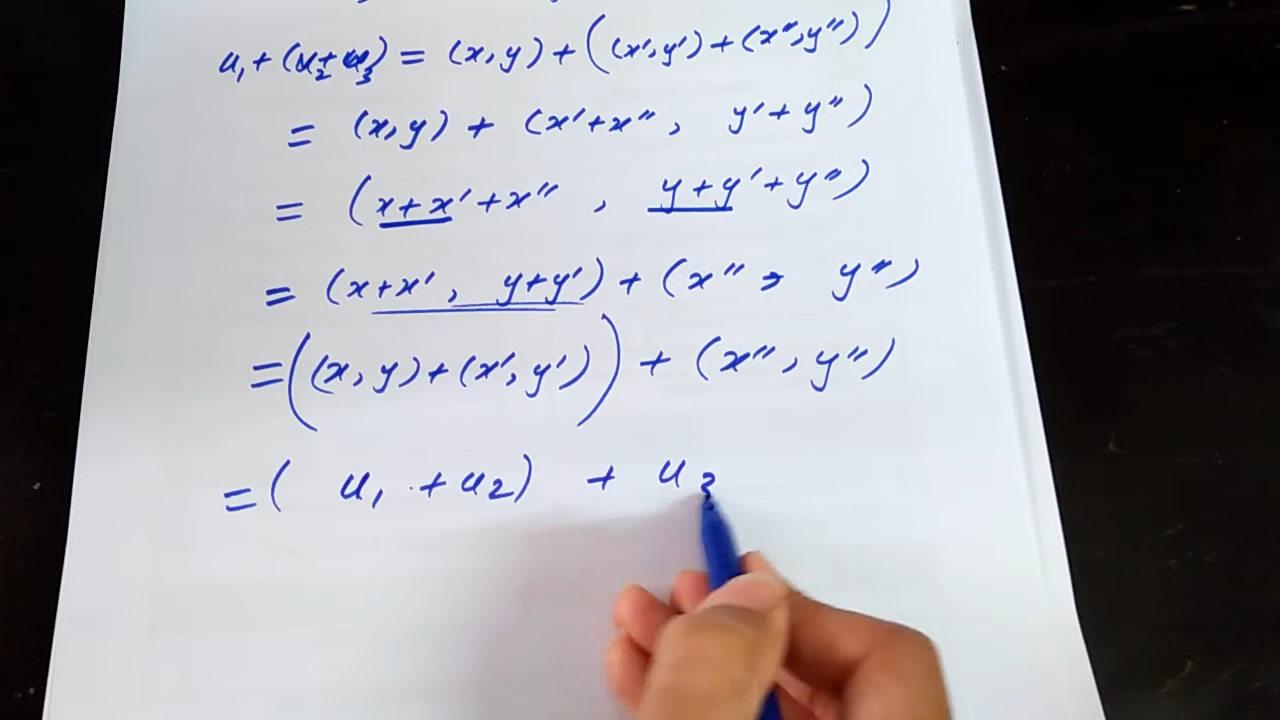 u₁ + (u₂ + u₃) = (x, y) + ((x′, y′) + (x″, y″))
= (x, y) + (x′ + x″, y′ + y″)
= (x + x′ + x″, y + y′ + y″)
= (x + x′, y + y′) + (x″, y″)
= ((x, y) + (x′, y′)) + (x″, y″)
= (u₁ + u₂) + u₃